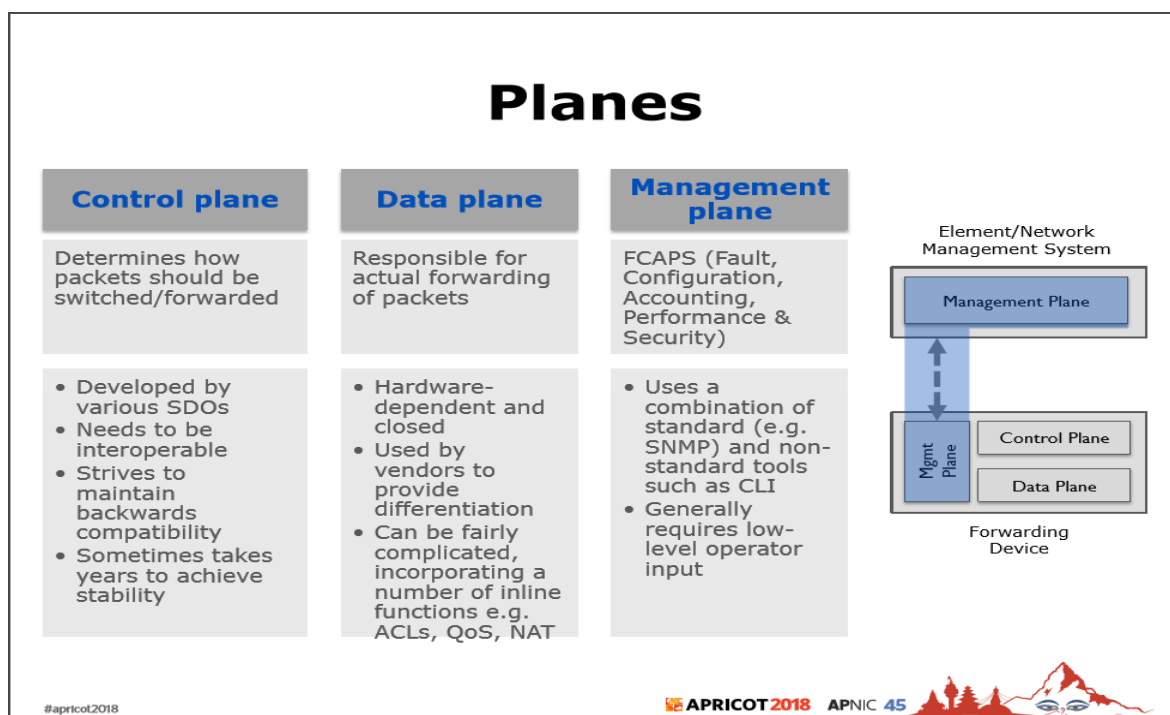 Planes
Control plane
Determines how
packets should be
switched/forwarded
• Developed by
various SDOs
• Needs to be
interoperable
• Strives to
maintain
backwards
compatibility
• Sometimes takes
years to achieve
stability
Data plane
Responsible for
actual forwarding
of packets
• Hardware-
dependent and
closed
• Used by
vendors to
provide
differentiation
• Can be fairly
complicated,
incorporating a
number of inline
functions e.g.
ACLs, QoS, NAT
Management
plane
FCAPS (Fault,
Configuration,
Accounting,
Performance &
Security)
• Uses a
combination of
standard (e.g.
SNMP) and non-
standard tools
such as CLI
• Generally
requires low-
level operator
input
Element/Network
Management System
Management Plane
Mgmt
Plane
Control Plane
Data Plane
Forwarding
Device
#apricot2018
APRICOT 2018 APNIC 45